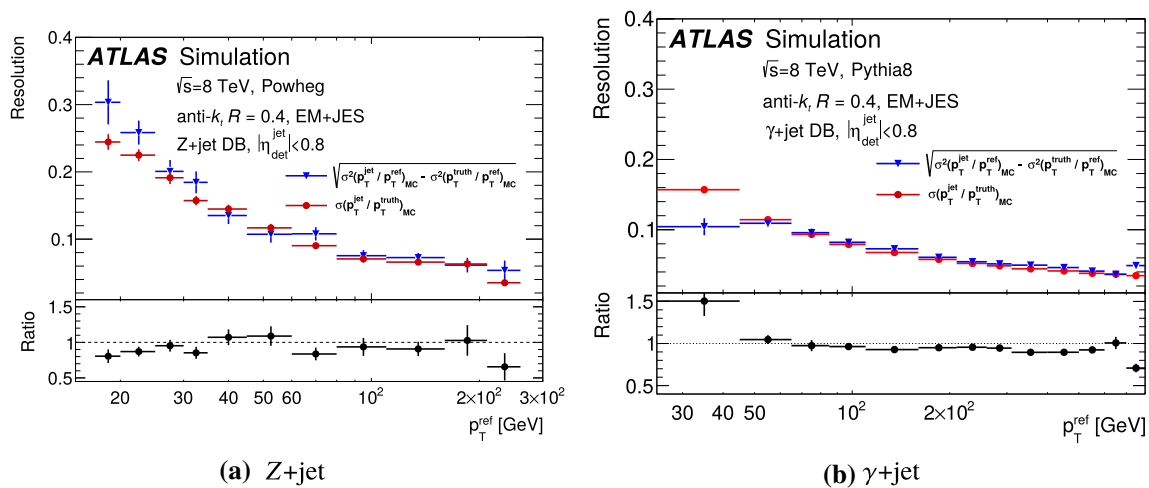 Resolution
0.4
0.3
0.2
0.1
ATLAS Simulation
√s=8 TeV, Powheg
anti-kₜ R = 0.4, EM+JES
Z+jet DB, |η^jet_det|<0.8
√σ²(p_T^jet / p_T^ref)_MC - σ²(p_T^truth / p_T^ref)_MC
σ(p_T^jet / p_T^truth)_MC
Ratio
1.5
1
0.5
20 30 40 50 60 10² 2×10² 3×10²
p_T^ref [GeV]
(a) Z+jet
Resolution
0.4
0.3
0.2
0.1
ATLAS Simulation
√s=8 TeV, Pythia8
anti-kₜ R = 0.4, EM+JES
γ+jet DB, |η^jet_det|<0.8
√σ²(p_T^jet / p_T^ref)_MC - σ²(p_T^truth / p_T^ref)_MC
σ(p_T^jet / p_T^truth)_MC
Ratio
1.5
1
0.5
30 40 50 10² 2×10²
p_T^ref [GeV]
(b) γ+jet